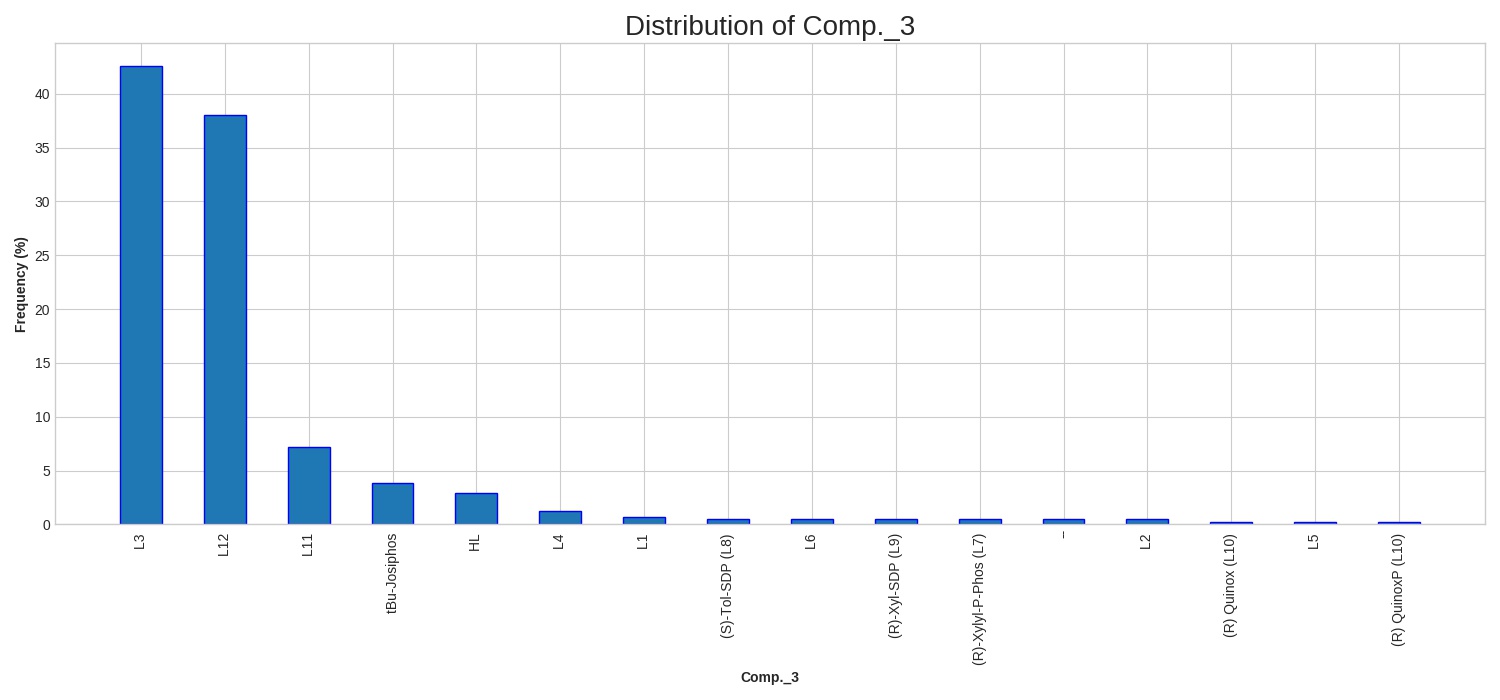 Distribution of Comp._3
Frequency (%)
40
35
30
25
20
15
10
5
0
L3
L12
L11
tBu-Josiphos
HL
L4
L1
(S)-Tol-SDP (L8)
L6
(R)-Xyl-SDP (L9)
(R)-Xylyl-P-Phos (L7)
–
L2
(R) Quinox (L10)
L5
(R) QuinoxP (L10)
Comp._3